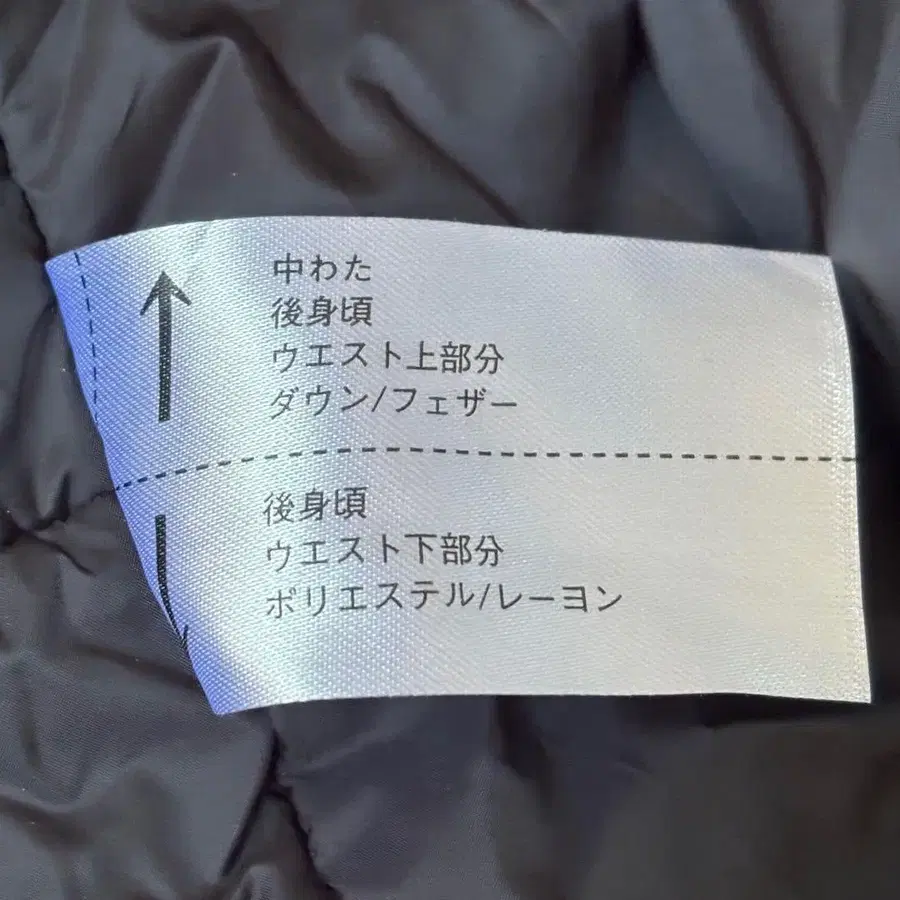 中わた
後身頃
ウエスト上部分
ダウン/フェザー
後身頃
ウエスト下部分
ポリエステル/レーヨン